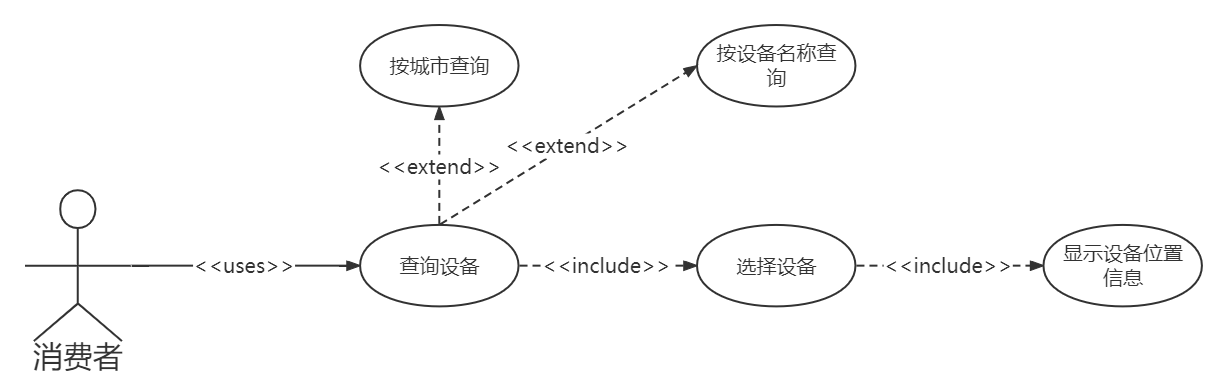 按城市查询
按设备名称查
询
<<extend>>
<<extend>>
<<uses>>
查询设备
<<include>>
选择设备
<<include>>
显示设备位置
信息
消费者